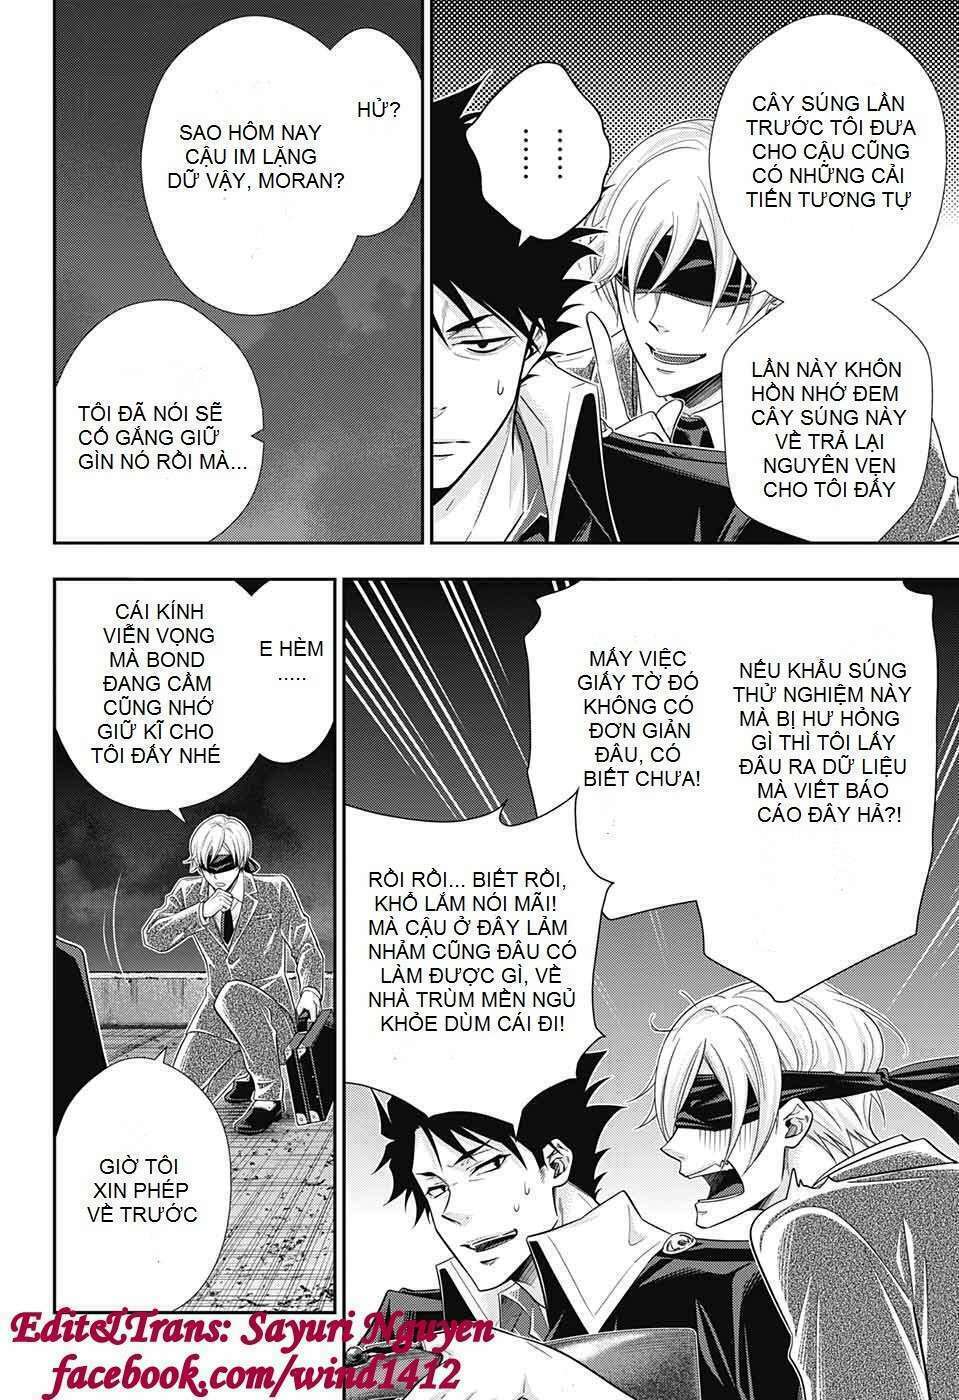 CÂY SÚNG LẦN
TRƯỚC TÔI ĐƯA
CHO CẬU CŨNG
CÓ NHỮNG CẢI
TIẾN TƯƠNG TỰ
LẦN NÀY KHÔN
HỒN NHỚ ĐEM
CÂY SÚNG NÀY
VỀ TRẢ LẠI
NGUYÊN VẸN
CHO TÔI ĐẤY
HỬ?
SAO HÔM NAY
CẬU IM LẶNG
DỮ VẬY, MORAN?
TÔI ĐÃ NÓI SẼ
CỐ GẮNG GIỮ
GÌN NÓ RỒI MÀ...
NẾU KHẨU SÚNG
THỬ NGHIỆM NÀY
MÀ BỊ HƯ HỎNG
GÌ THÌ TÔI LẤY
ĐÂU RA DỮ LIỆU
MÀ VIẾT BÁO
CÁO ĐÂY HẢ?!
MẤY VIỆC
GIẤY TỜ ĐÓ
KHÔNG CÓ
ĐƠN GIẢN
ĐÂU, CÓ
BIẾT CHƯA!
RỒI RỒI... BIẾT RỒI,
KHỔ LẮM NÓI MÃI!
MÀ CẬU Ở ĐÂY LẢM
NHẢM CŨNG ĐÂU CÓ
LÀM ĐƯỢC GÌ, VỀ
NHÀ TRÙM MỀN NGỦ
KHỎE DÙM CÁI ĐI!
E HÈM
.....
CÁI KÍNH
VIỄN VỌNG
MÀ BOND
ĐANG CẦM
CŨNG NHỚ
GIỮ KĨ CHO
TÔI ĐẤY NHÉ
GIỜ TÔI
XIN PHÉP
VỀ TRƯỚC
Edit&Trans: Sayuri Nguyen
facebook.com/wind1412